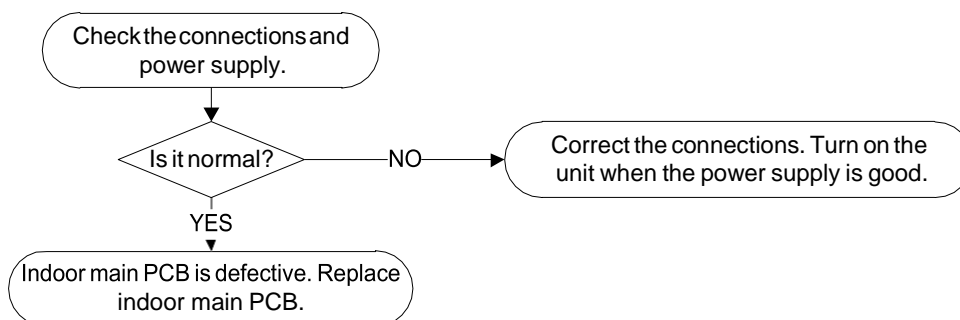 Check the connections and
power supply.
Is it normal?
NO
Correct the connections. Turn on the
unit when the power supply is good.
YES
Indoor main PCB is defective. Replace
indoor main PCB.